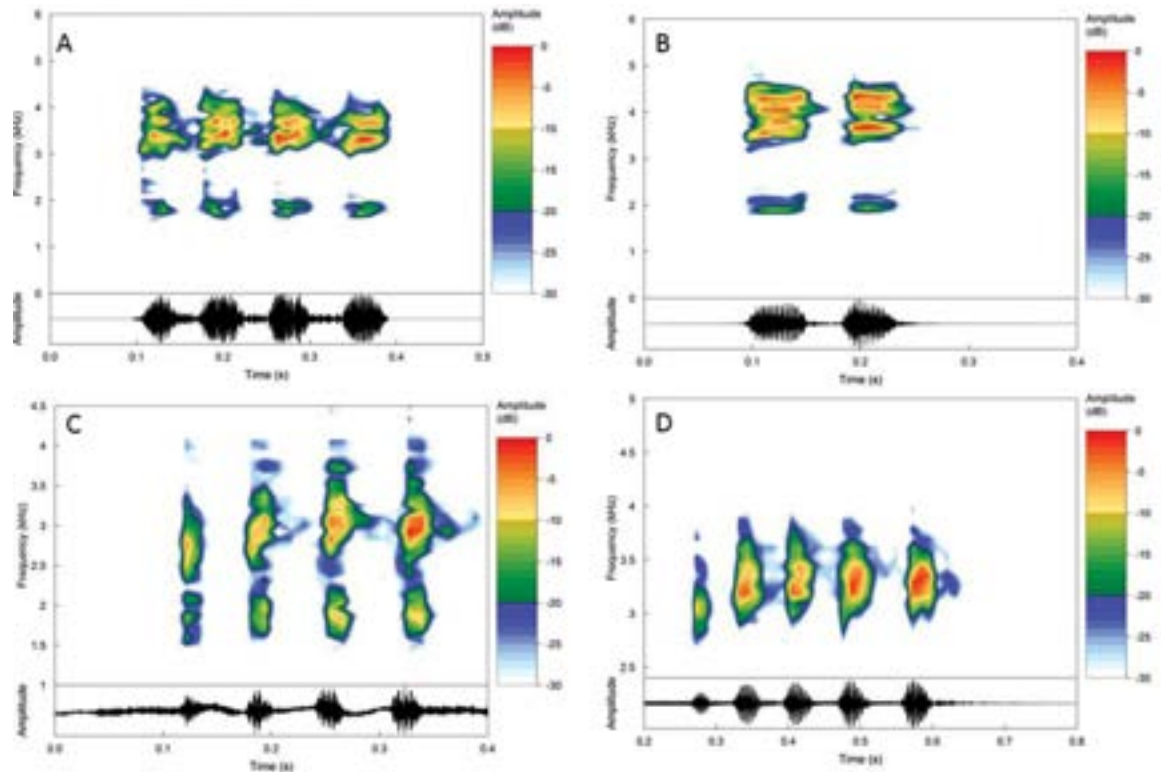 A
6
5
4
3
2
1
0
Frequency (kHz)
Amplitude
0.0 0.1 0.2 0.3 0.4 0.5
Time (s)
Amplitude
(dB)
0
-5
-10
-15
-20
-25
-30
B
6
5
4
3
2
1
0
Frequency (kHz)
Amplitude
0.0 0.1 0.2 0.3 0.4
Time (s)
Amplitude
(dB)
0
-5
-10
-15
-20
-25
-30
C
4.5
4
3.5
3
2.5
2
1.5
1
Frequency (kHz)
Amplitude
0.0 0.1 0.2 0.3 0.4
Time (s)
Amplitude
(dB)
0
-5
-10
-15
-20
-25
-30
D
5
4.5
4
3.5
3
2.5
Frequency (kHz)
Amplitude
0.2 0.3 0.4 0.5 0.6 0.7 0.8
Time (s)
Amplitude
(dB)
0
-5
-10
-15
-20
-25
-30